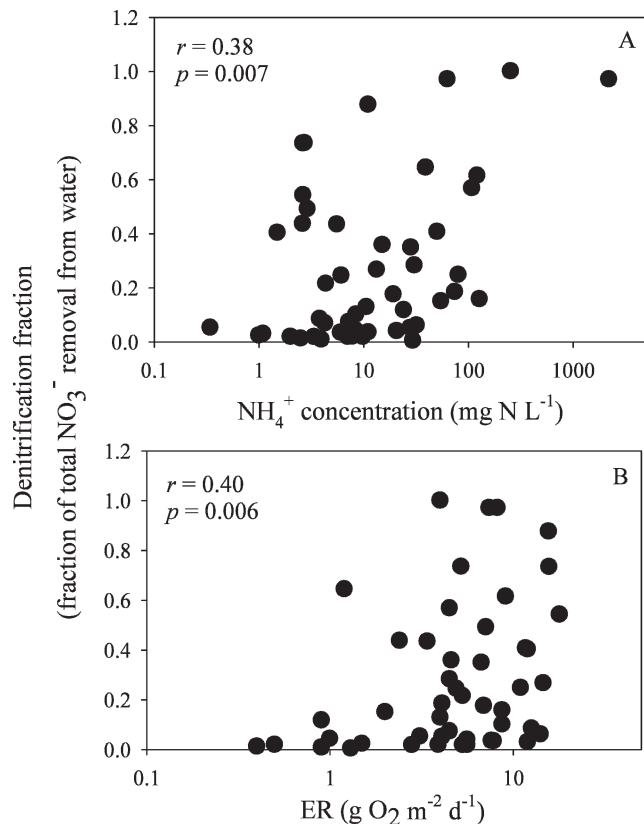 Denitrification fraction
(fraction of total NO3- removal from water)
1.2
1.0
0.8
0.6
0.4
0.2
0.0
r = 0.38
p = 0.007
A
0.1 1 10 100 1000
NH4+ concentration (mg N L-1)
1.2
1.0
0.8
0.6
0.4
0.2
0.0
r = 0.40
p = 0.006
B
0.1 1 10
ER (g O2 m-2 d-1)